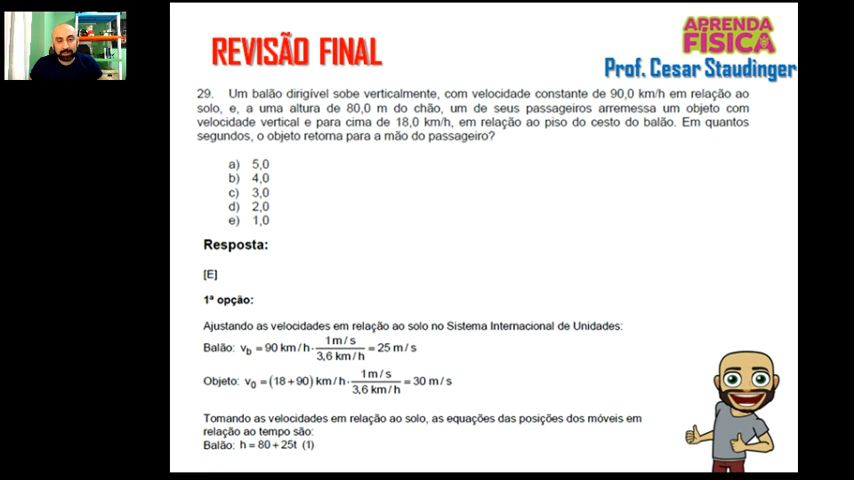 APRENDA
FÍSICA
REVISÃO FINAL
Prof. Cesar Staudinger
29. Um balão dirigível sobe verticalmente, com velocidade constante de 90,0 km/h em relação ao
solo, e, a uma altura de 80,0 m do chão, um de seus passageiros arremessa um objeto com
velocidade vertical e para cima de 18,0 km/h, em relação ao piso do cesto do balão. Em quantos
segundos, o objeto retorna para a mão do passageiro?
a) 5,0
b) 4,0
c) 3,0
d) 2,0
e) 1,0
Resposta:
[E]
1ª opção:
Ajustando as velocidades em relação ao solo no Sistema Internacional de Unidades:
Balão: v_b = 90 km/h · (1 m/s)/(3,6 km/h) = 25 m/s
Objeto: v_0 = (18 + 90) km/h · (1 m/s)/(3,6 km/h) = 30 m/s
Tomando as velocidades em relação ao solo, as equações das posições dos móveis em
relação ao tempo são:
Balão: h = 80 + 25t (1)